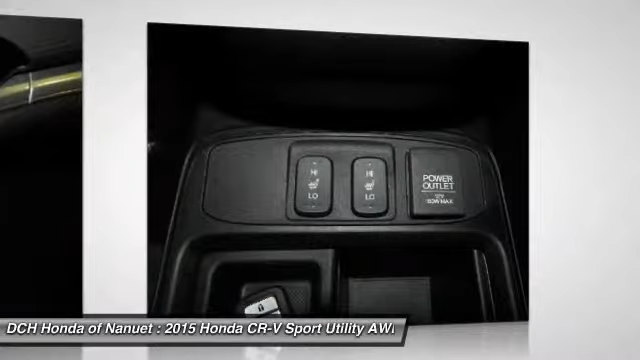 HI
LO
HI
LO
POWER
OUTLET
12V
180W MAX
DCH Honda of Nanuet : 2015 Honda CR-V Sport Utility AW